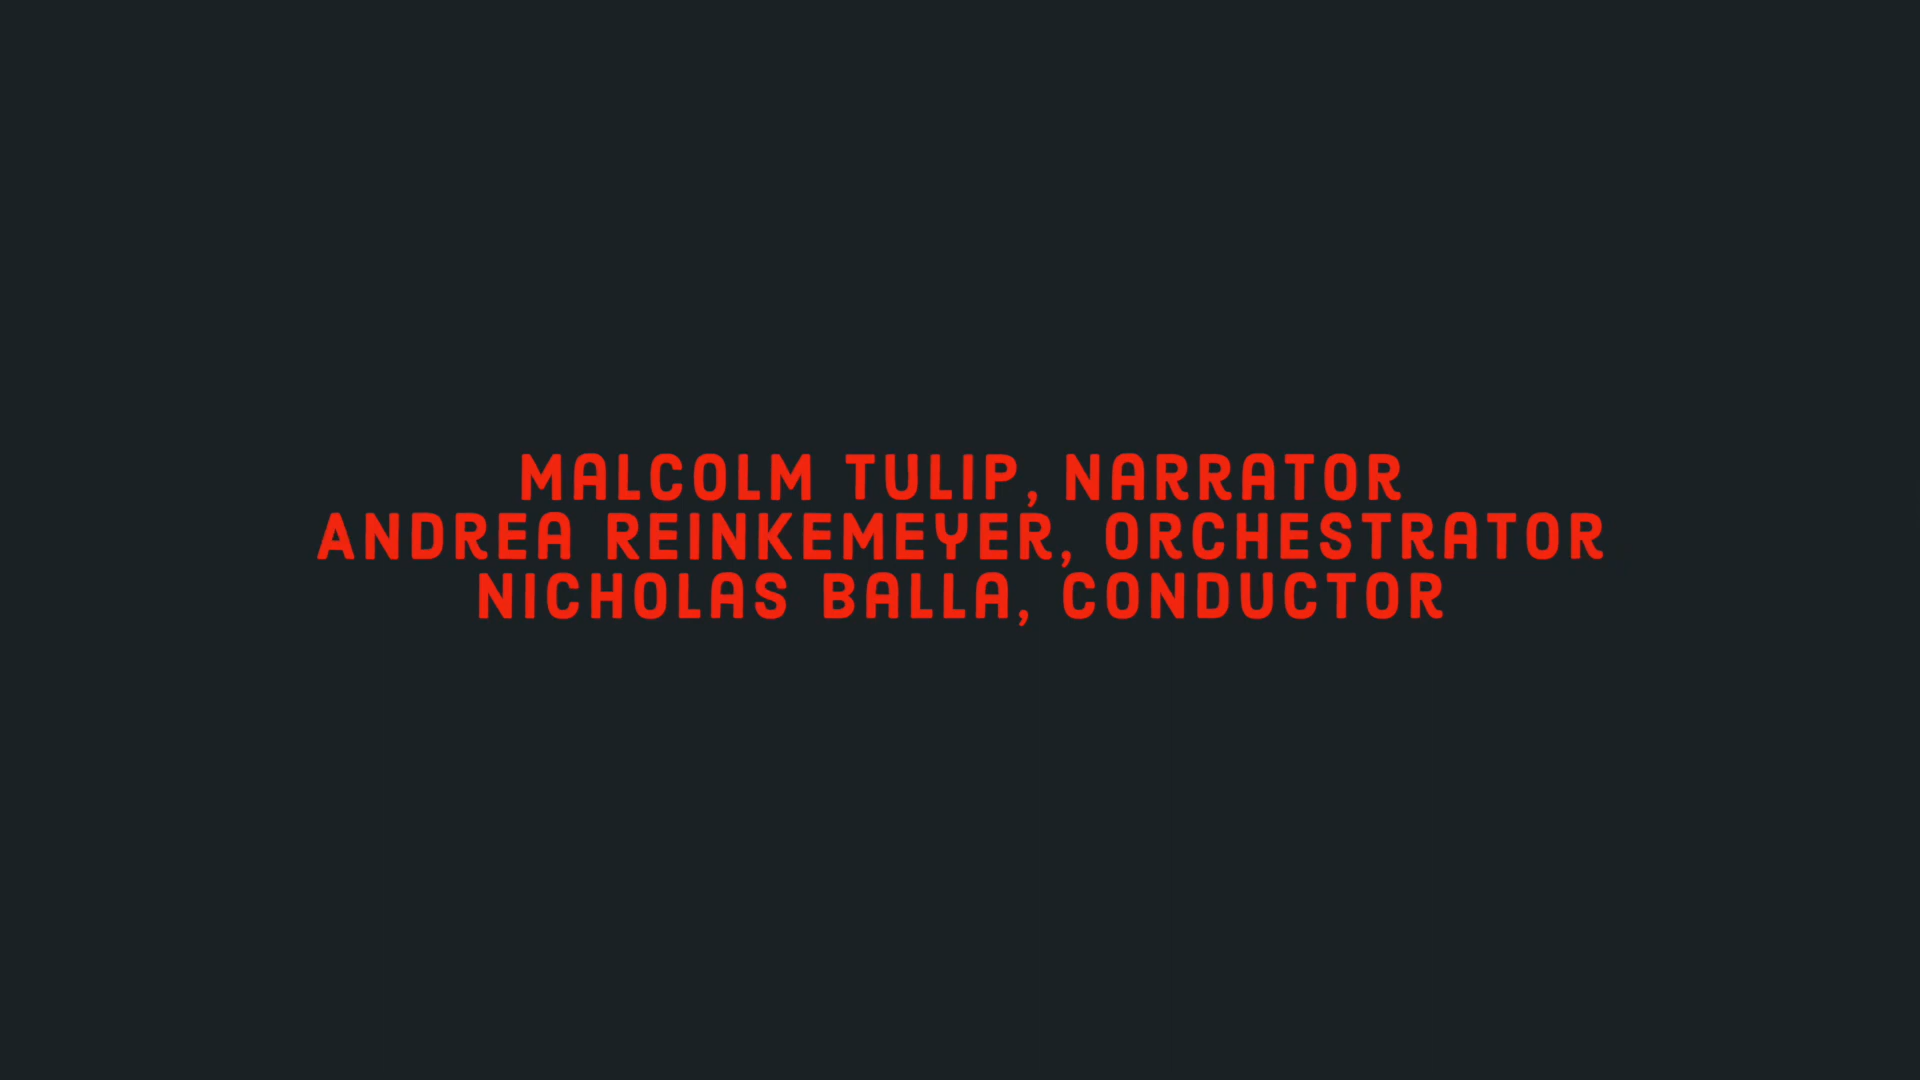 MALCOLM TULIP, NARRATOR
ANDREA REINKEMEYER, ORCHESTRATOR
NICHOLAS BALLA, CONDUCTOR